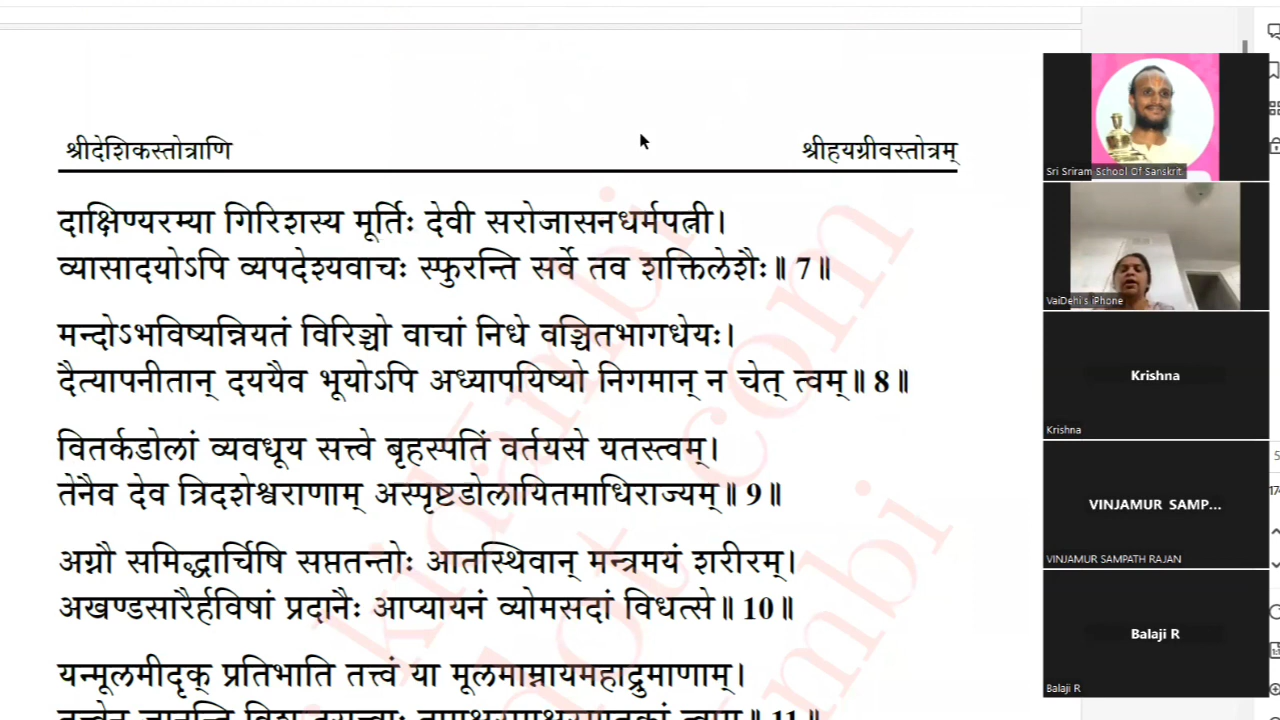 श्रीदेशिकस्तोत्राणि श्रीहयग्रीवस्तोत्रम्
दाक्षिण्यरम्या गिरिशस्य मूर्तिः देवी सरोजासनधर्मपत्नी।
व्यासादयोऽपि व्यपदेश्यवाचः स्फुरन्ति सर्वे तव शक्तिलेशैः॥ 7॥
मन्दोऽभविष्यन्नियतं विरिञ्चो वाचां निधे वञ्चितभागधेयः।
दैत्यापनीतान् दययैव भूयोऽपि अध्यापयिष्यो निगमान् न चेत् त्वम्॥ 8॥
वितर्कडोलां व्यवधूय सत्त्वे बृहस्पतिं वर्तयसे यतस्त्वम्।
तेनैव देव त्रिदशेश्वराणाम् अस्पृष्टडोलायितमाधिराज्यम्॥ 9॥
अग्नौ समिद्धार्चिषि सप्ततन्तोः आतस्थिवान् मन्त्रमयं शरीरम्।
अखण्डसारैर्हविषां प्रदानैः आप्यायनं व्योमसदां विधत्से॥ 10॥
यन्मूलमीदृक् प्रतिभाति तत्त्वं या मूलमाम्नायमहाद्रुमाणाम्।
Sri Sriram School Of Sanskrit
VaiDehi's iPhone
Krishna
Krishna
VINJAMUR SAMP...
VINJAMUR SAMPATH RAJAN
Balaji R
Balaji R